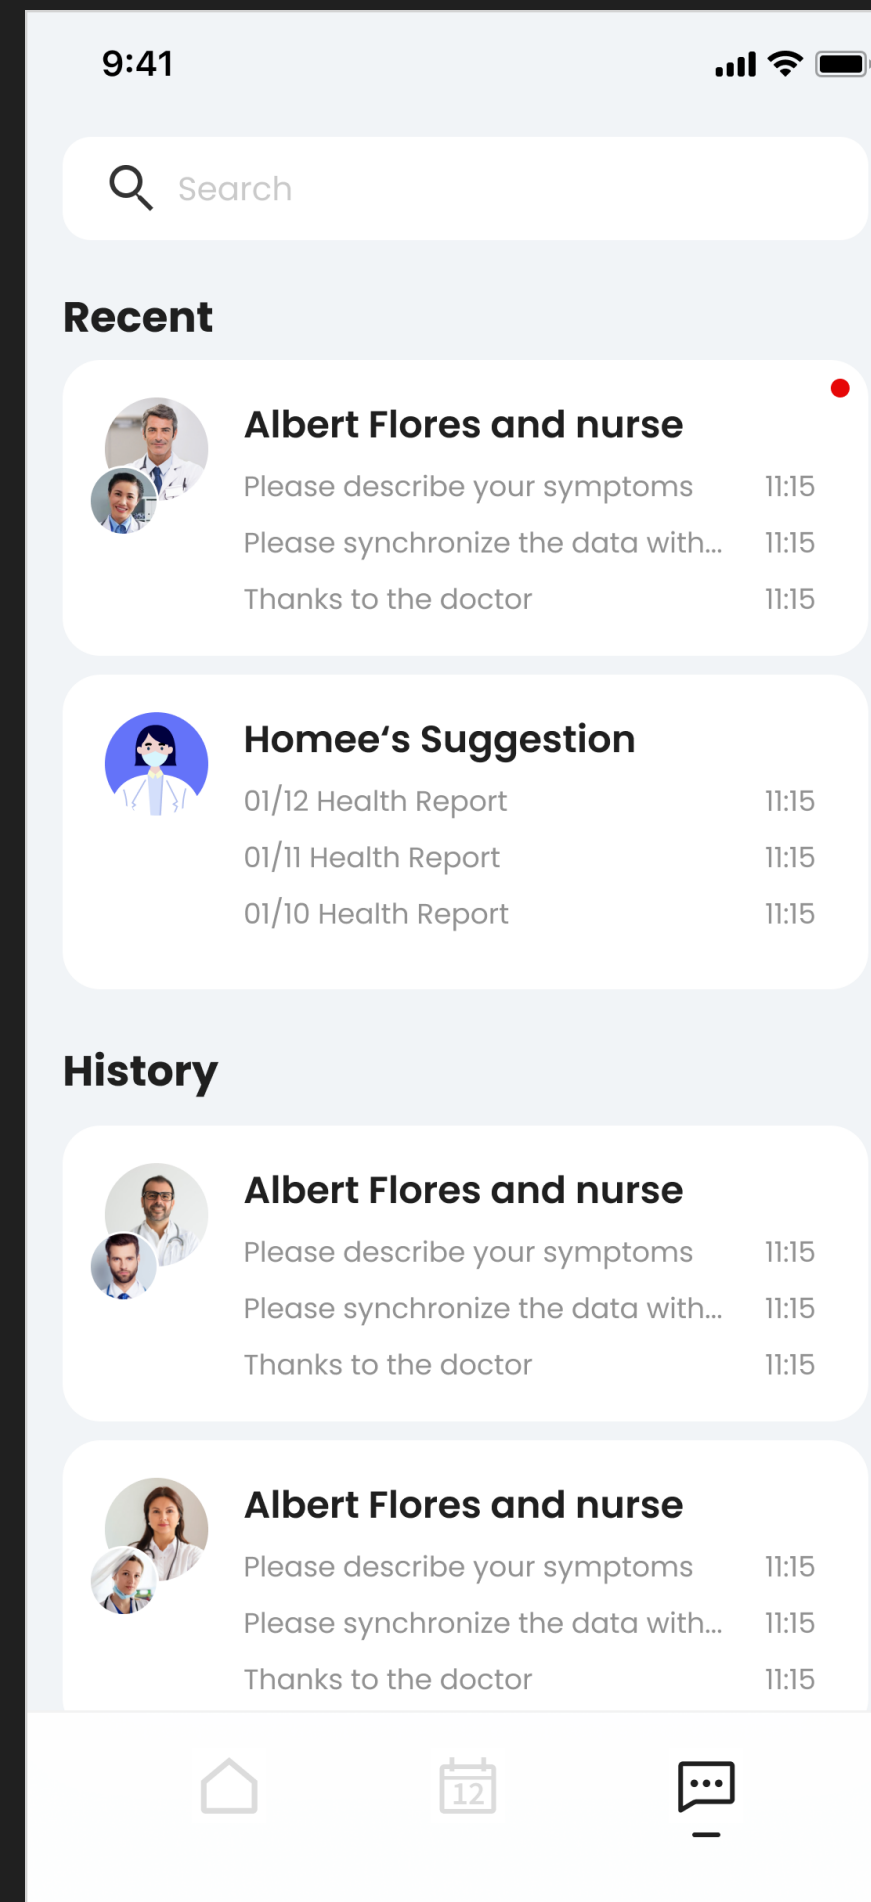 9:41
Search
Recent
Albert Flores and nurse
Please describe your symptoms 11:15
Please synchronize the data with... 11:15
Thanks to the doctor 11:15
Homee‘s Suggestion
01/12 Health Report 11:15
01/11 Health Report 11:15
01/10 Health Report 11:15
History
Albert Flores and nurse
Please describe your symptoms 11:15
Please synchronize the data with... 11:15
Thanks to the doctor 11:15
Albert Flores and nurse
Please describe your symptoms 11:15
Please synchronize the data with... 11:15
Thanks to the doctor 11:15
12